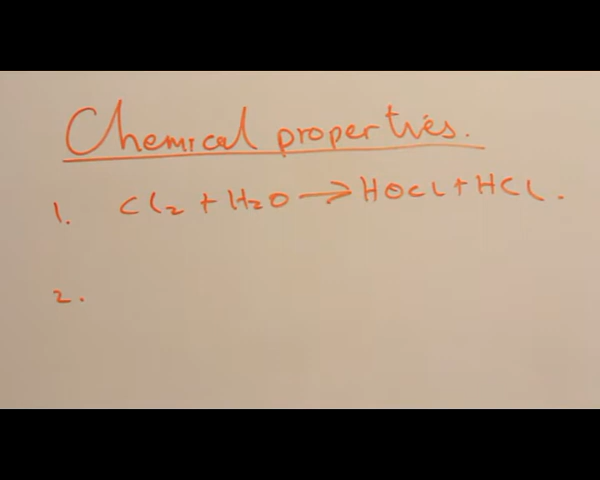 Chemical properties.
1. Cl₂ + H₂O → HOCl + HCl.
2.